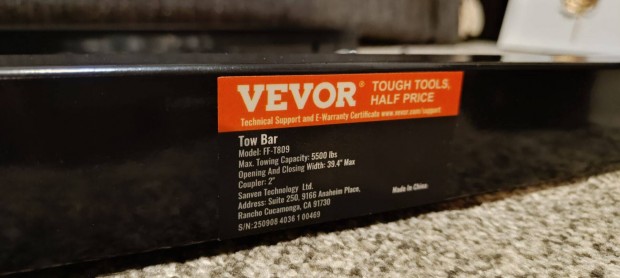 VEVOR® TOUGH TOOLS,
HALF PRICE
Technical Support and E-Warranty Certificate www.vevor.com/support
Tow Bar
Model: FF-T809
Max. Towing Capacity: 5500 lbs
Opening And Closing Width: 39.4" Max
Coupler: 2"
Sanven Technology Ltd.
Address: Suite 250, 9166 Anaheim Place,
Rancho Cucamonga, CA 91730
S/N:250908 4036 1 00469
Made In China